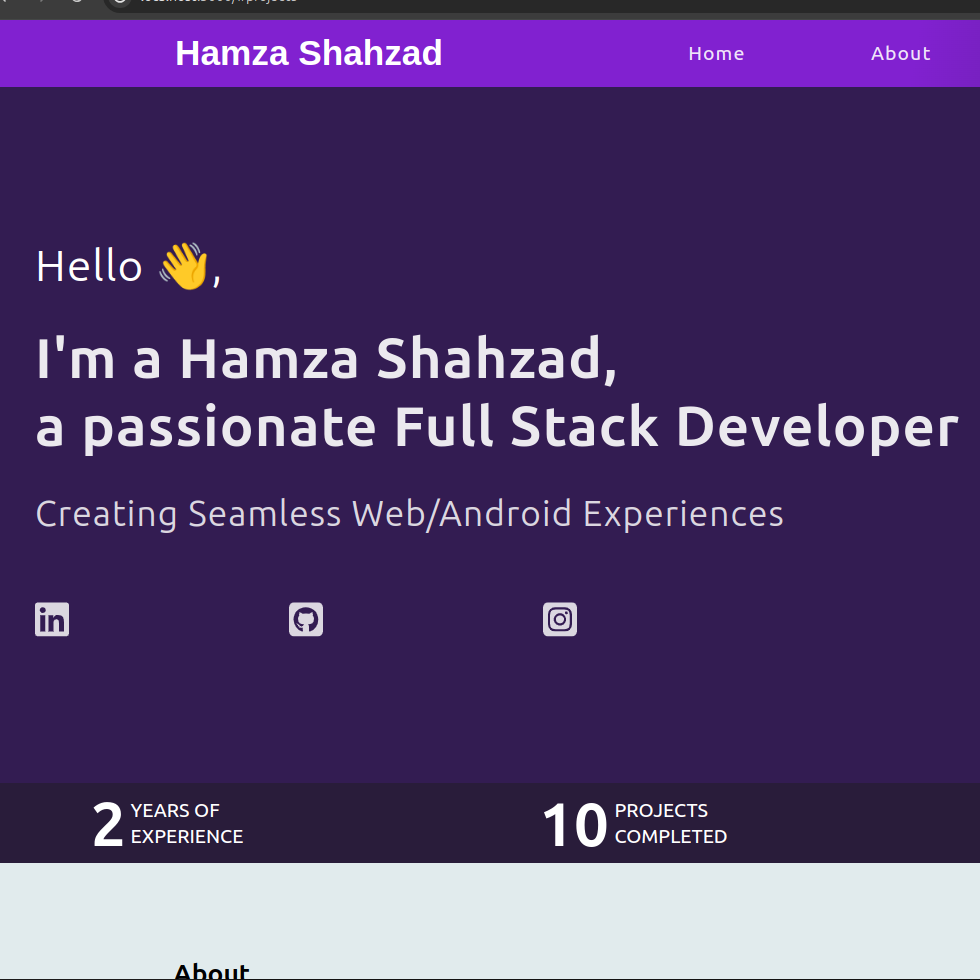 Hamza Shahzad
Home
About
Hello 👋,
I'm a Hamza Shahzad,
a passionate Full Stack Developer
Creating Seamless Web/Android Experiences
in
2 YEARS OF
EXPERIENCE
10 PROJECTS
COMPLETED
About